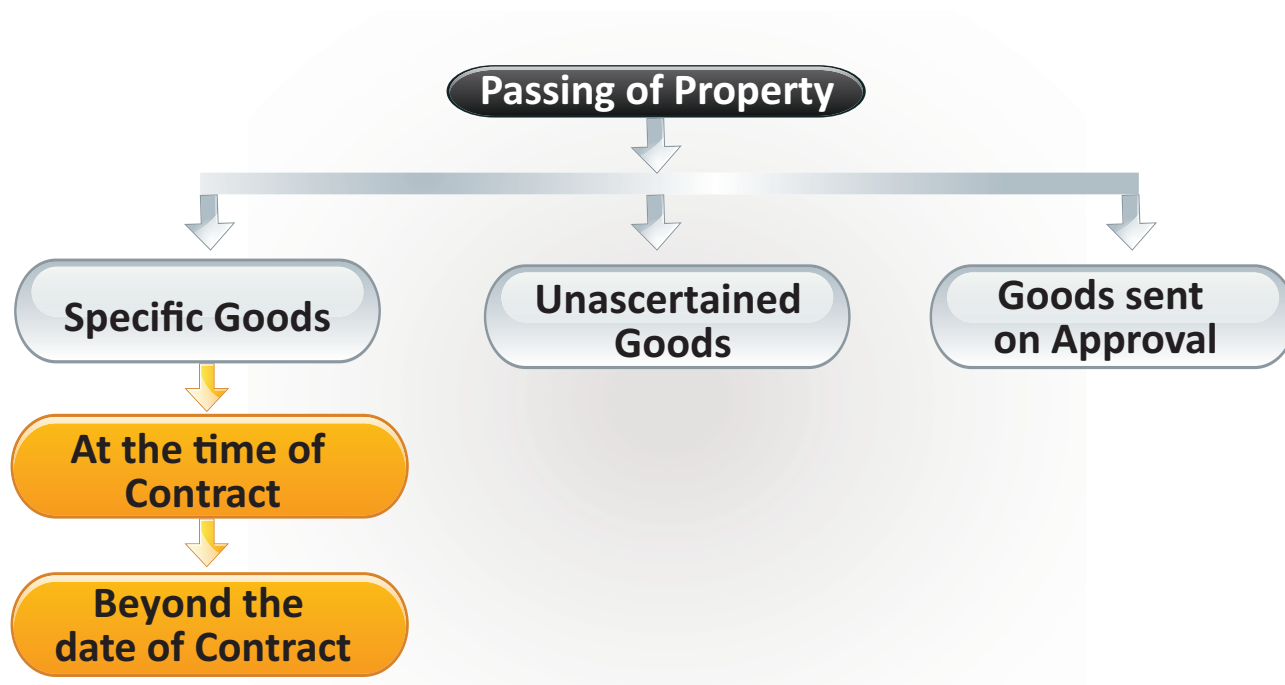 Passing of Property
Specific Goods
Unascertained
Goods
Goods sent
on Approval
At the time of
Contract
Beyond the
date of Contract